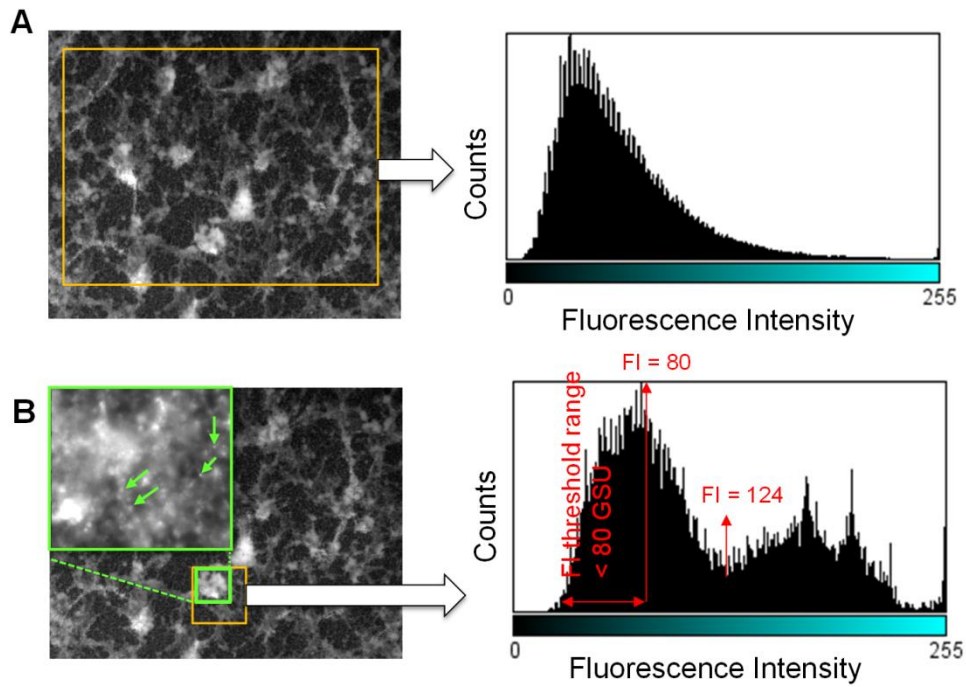 A
Counts
0
255
Fluorescence Intensity
B
FI = 80
FI threshold range
< 80 GSU
FI = 124
Counts
0
255
Fluorescence Intensity